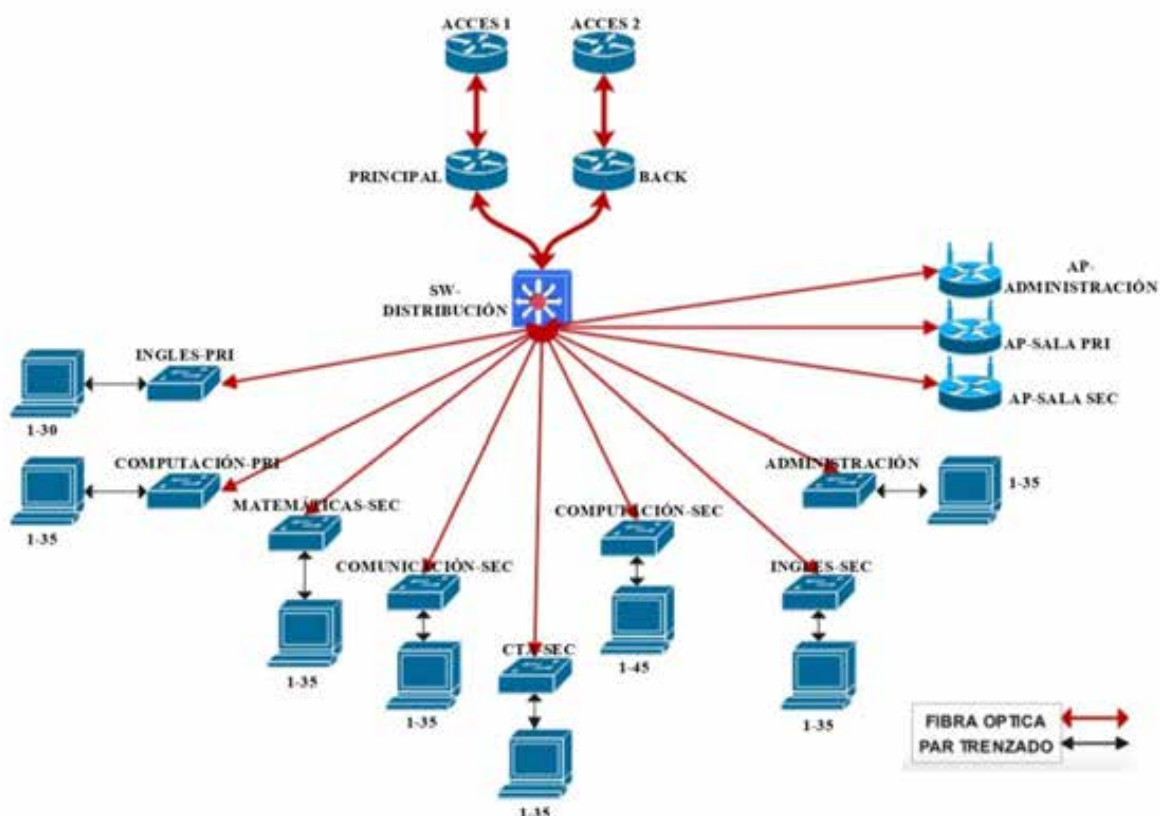 ACCES 1
ACCES 2
PRINCIPAL
BACK
SW-
DISTRIBUCIÓN
AP-
ADMINISTRACIÓN
AP-SALA PRI
AP-SALA SEC
INGLES-PRI
1-30
COMPUTACIÓN-PRI
1-35
MATEMÁTICAS-SEC
1-35
COMUNICACIÓN-SEC
1-35
CTA-SEC
1-35
COMPUTACIÓN-SEC
1-45
INGLES-SEC
1-35
ADMINISTRACIÓN
1-35
FIBRA OPTICA
PAR TRENZADO